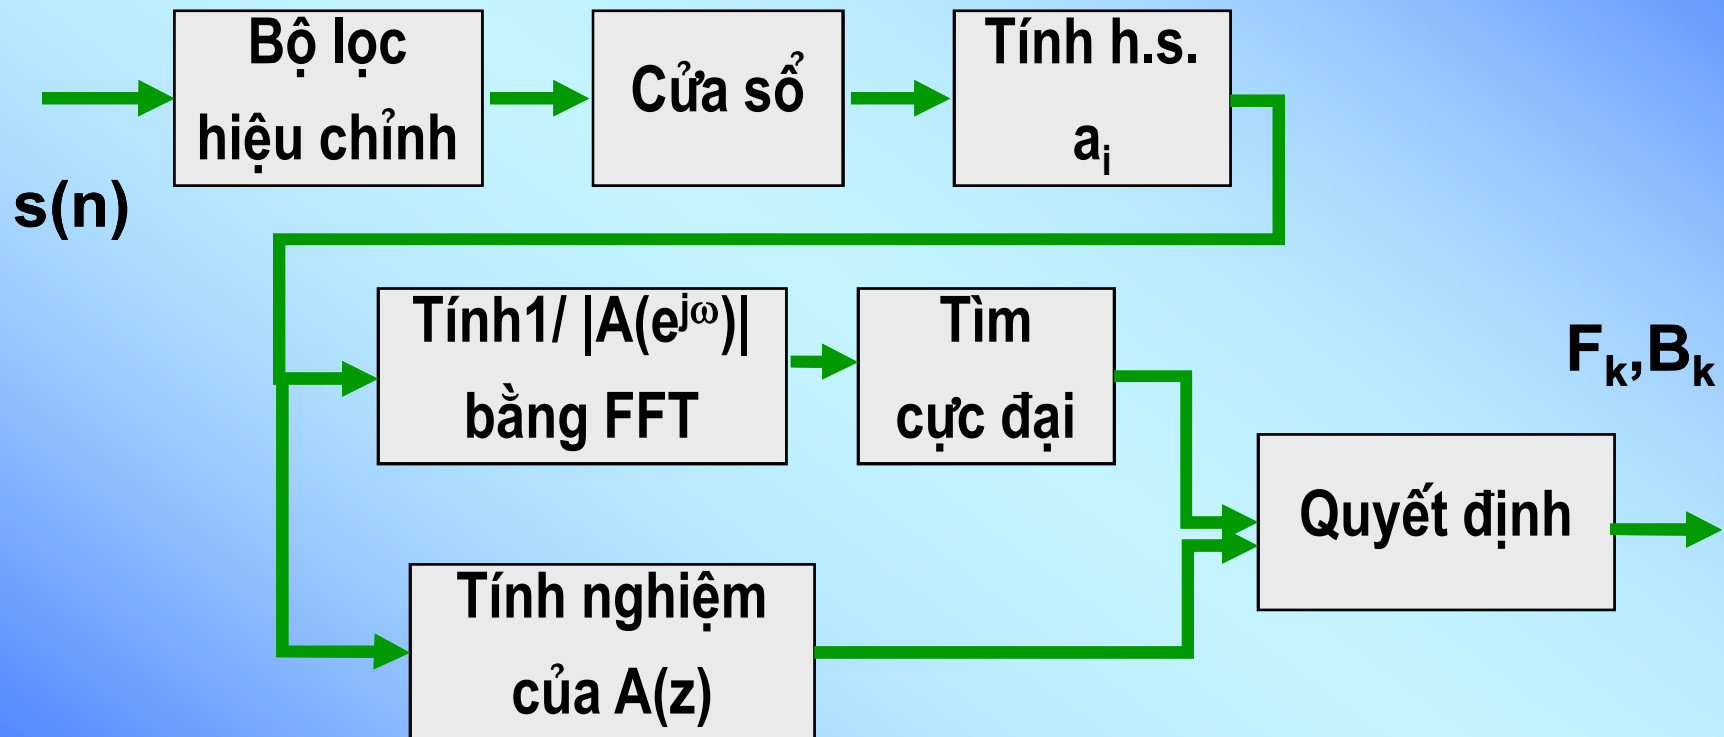 Bộ lọc
hiệu chỉnh
Cửa sổ
Tính h.s.
aᵢ
s(n)
Tính1/ |A(e^jω)|
bằng FFT
Tìm
cực đại
Fₖ,Bₖ
Quyết định
Tính nghiệm
của A(z)